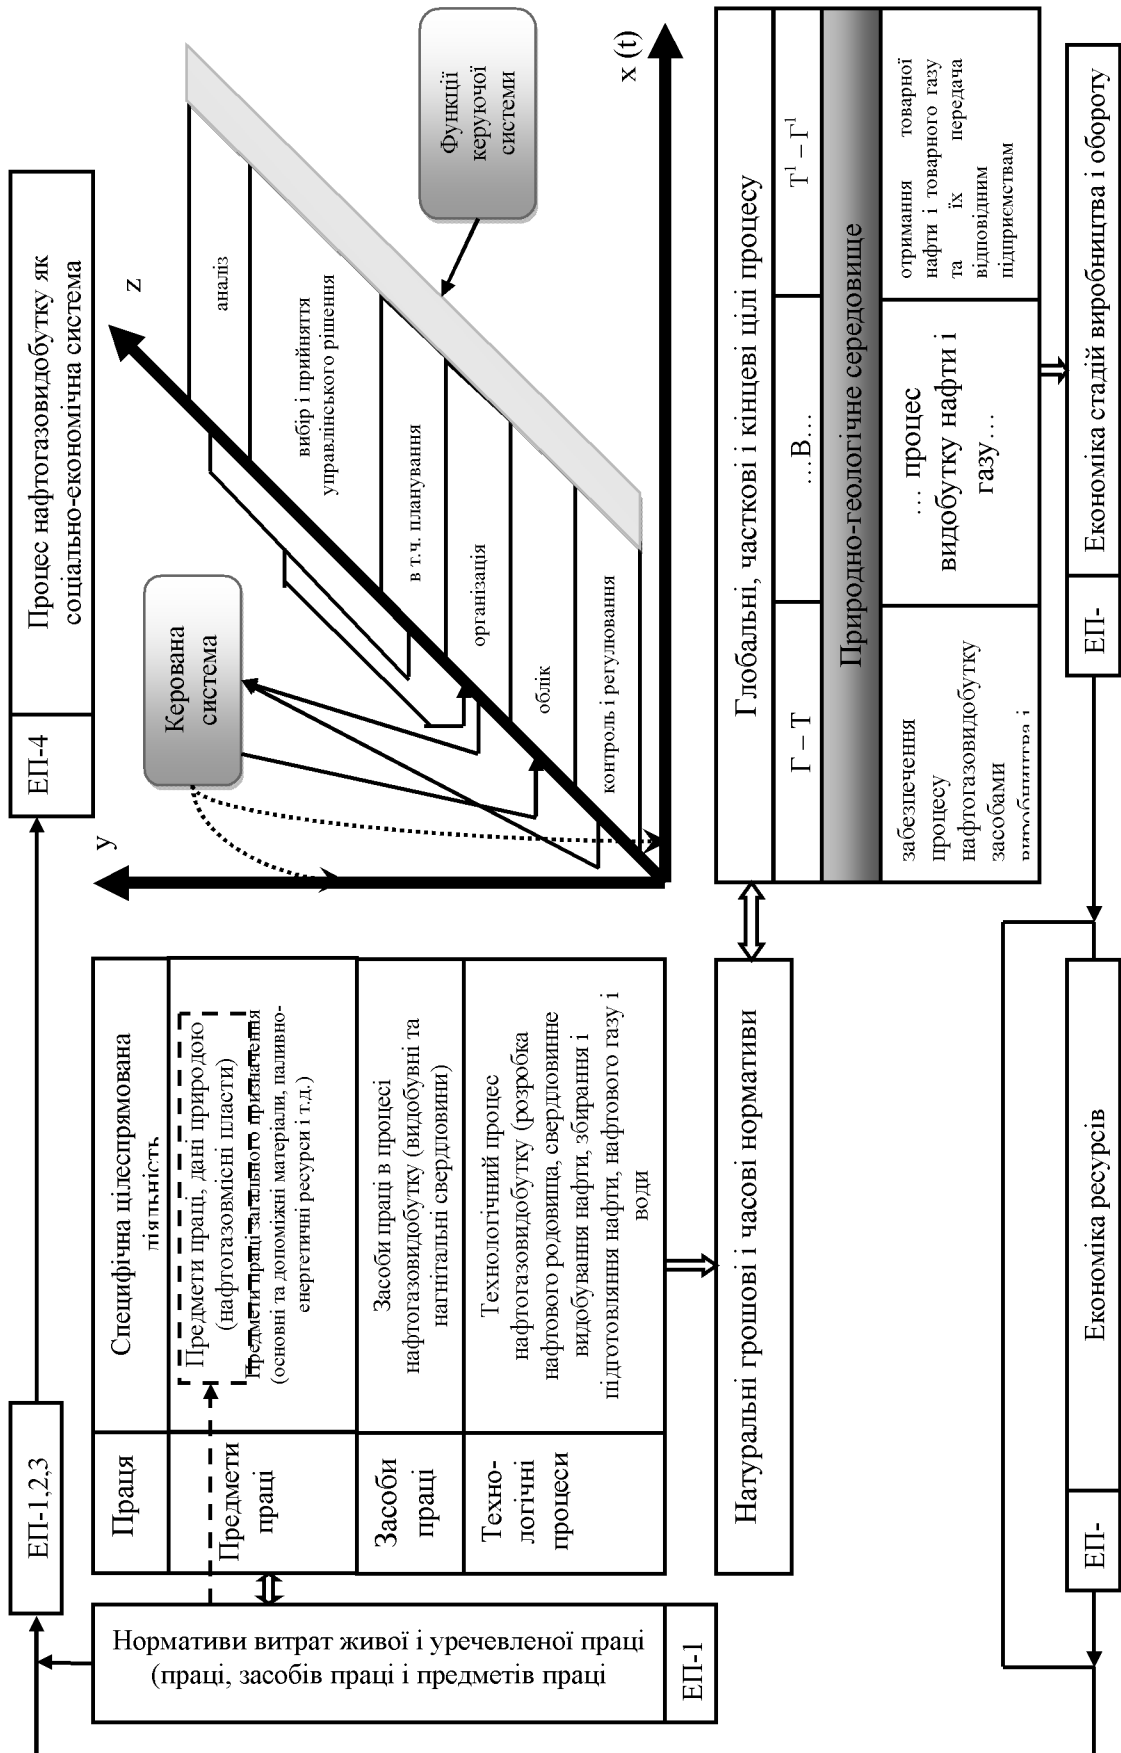 ЕП-1,2,3
ЕП-4
Процес нафтогазовидобутку як
соціально-економічна система
Нормативи витрат живої і уречевленої праці
(праці, засобів праці і предметів праці
ЕП-1
Праця
Специфічна цілеспрямована
діяльність
Предмети
праці
Предмети праці, дані природою
(нафтогазовмісні пласти)
Предмети праці загального призначення
(основні та допоміжні матеріали, паливно-
енергетичні ресурси і т.д.)
Засоби
праці
Засоби праці в процесі
нафтогазовидобутку (видобувні та
нагнітальні свердловини)
Техно-
логічні
процеси
Технологічний процес
нафтогазовидобутку (розробка
нафтового родовища, свердловинне
видобування нафти, збирання і
підготовляння нафти, нафтового газу і
води
y
z
x (t)
Керована
система
Функції
керуючої
системи
аналіз
вибір і прийняття
управлінського рішення
в т.ч. планування
організація
облік
контроль і регулювання
Натуральні грошові і часові нормативи
Глобальні, часткові і кінцеві цілі процесу
Г – Т
…В…
Т¹ – Г¹
Природно-геологічне середовище
забезпечення
процесу
нафтогазовидобутку
засобами
виробництва і
… процес
видобутку нафти і
газу…
отримання товарної
нафти і товарного газу
та їх передача
відповідним
підприємствам
ЕП-
Економіка ресурсів
ЕП-
Економіка стадій виробництва і обороту